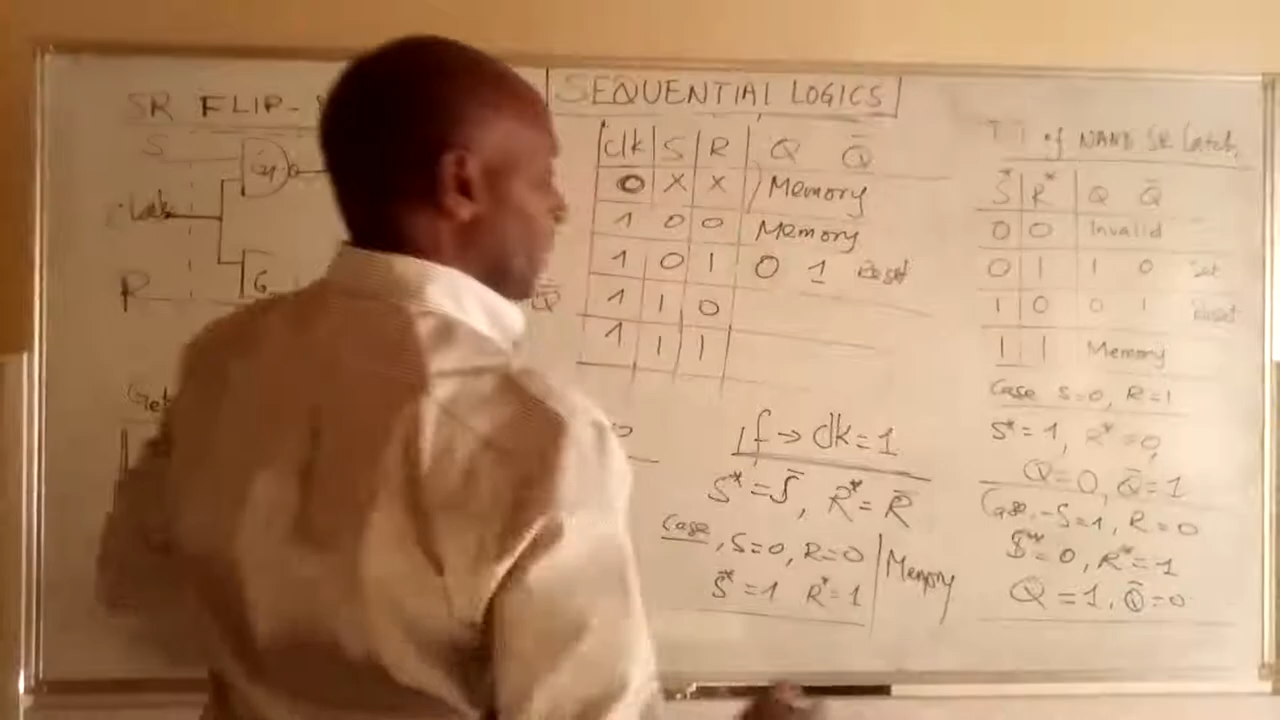 SEQUENTIAL LOGICS
SR FLIP-
S
G1
R
G
Q̄
clk S R Q Q̄
0 X X Memory
1 0 0 Memory
1 0 1 0 1 Reset
1 1 0
1 1 1
If → clk=1
S* = S̄, R* = R̄
Case, S=0, R=0
S* = 1 R* = 1
Memory
TT of NAND SR Latch
S* R* Q Q̄
0 0 Invalid
0 1 1 0 Set
1 0 0 1 Reset
1 1 Memory
Case S=0, R=1
S* = 1, R* = 0,
Q=0, Q̄=1
Case, S=1, R=0
S* = 0, R* = 1
Q = 1, Q̄ = 0